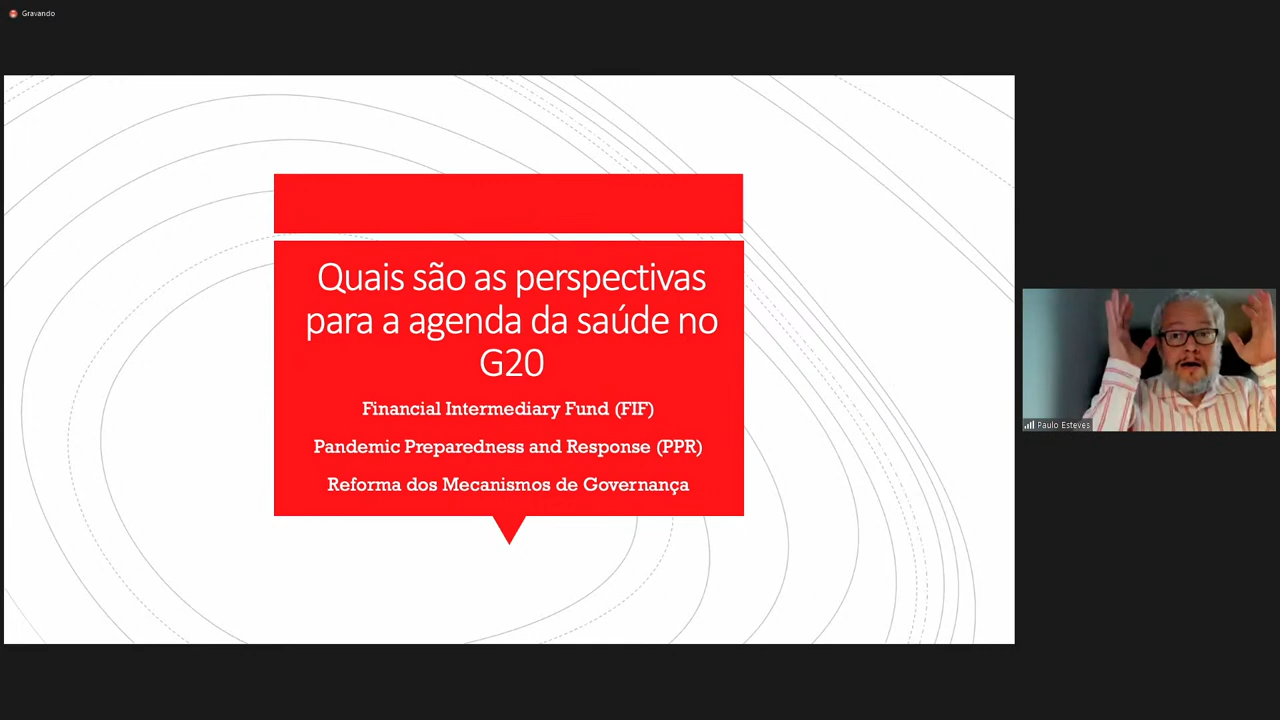 Gravando
Quais são as perspectivas
para a agenda da saúde no
G20
Financial Intermediary Fund (FIF)
Pandemic Preparedness and Response (PPR)
Reforma dos Mecanismos de Governança
Paulo Esteves